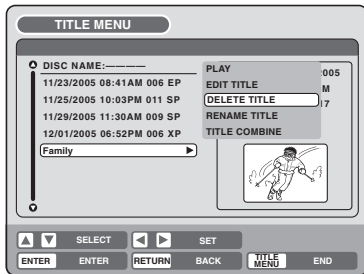 TITLE MENU
DISC NAME:————
11/23/2005 08:41AM 006 EP
11/25/2005 10:03PM 011 SP
11/29/2005 11:30AM 009 SP
12/01/2005 06:52PM 006 XP
Family
PLAY
EDIT TITLE
DELETE TITLE
RENAME TITLE
TITLE COMBINE
005
M
17
SELECT SET
ENTER ENTER RETURN BACK TITLE MENU END